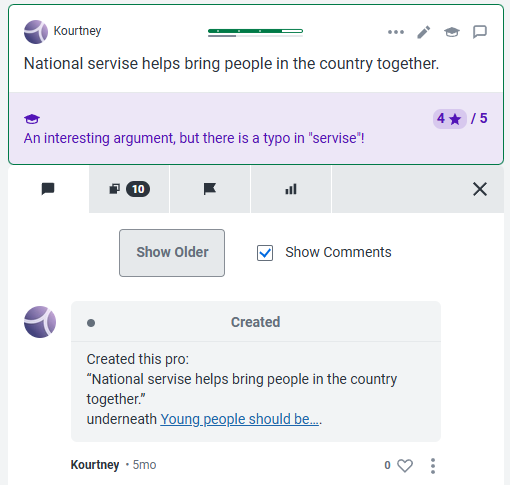 Kourtney
National servise helps bring people in the country together.
4 ★ / 5
An interesting argument, but there is a typo in "servise"!
10
Show Older
Show Comments
Created
Created this pro:
“National servise helps bring people in the country
together.”
underneath Young people should be….
Kourtney • 5mo
0